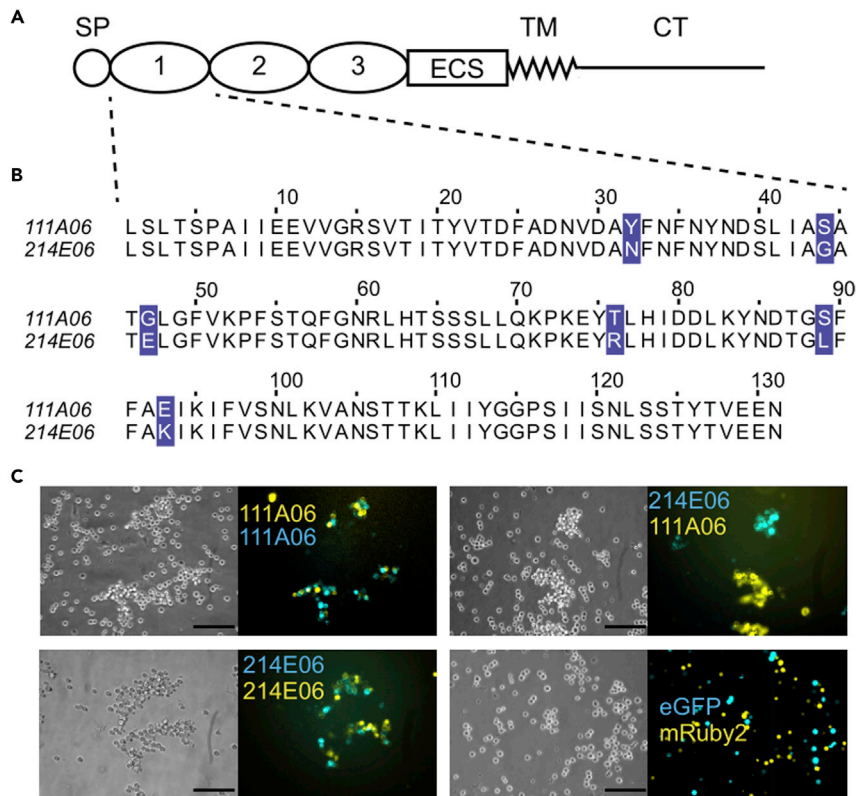 A
SP
TM
CT
1
2
3
ECS
B
10 20 30 40
111A06 LSLTSPAIIEEVVGRSVTITYVTDFADNVDAYFNFNYNDSLIASA
214E06 LSLTSPAIIEEVVGRSVTITYVTDFADNVDANFNFNYNDSLIAGA
50 60 70 80 90
111A06 TGLGFVKPFSTQFGNRLHTSSSLLQKPKEYTLHIDDLKYNDTGSF
214E06 TELGFVKPFSTQFGNRLHTSSSLLQKPKEYRLHIDDLKYNDTGLF
100 110 120 130
111A06 FAEIKIFVSNLKVANSTTKLIIYGGPSIISNLSSTYTVEEN
214E06 FAKIKIFVSNLKVANSTTKLIIYGGPSIISNLSSTYTVEEN
C
111A06
111A06
214E06
111A06
214E06
214E06
eGFP
mRuby2